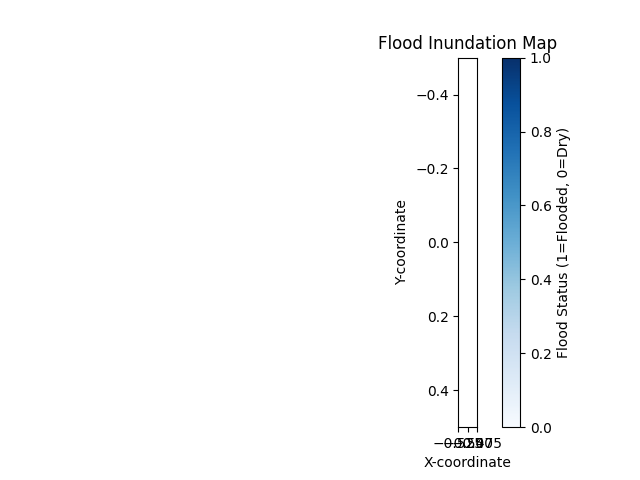 Flood Inundation Map
−0.4
−0.2
0.0
0.2
0.4
Y-coordinate
X-coordinate
1.0
0.8
0.6
0.4
0.2
0.0
Flood Status (1=Flooded, 0=Dry)